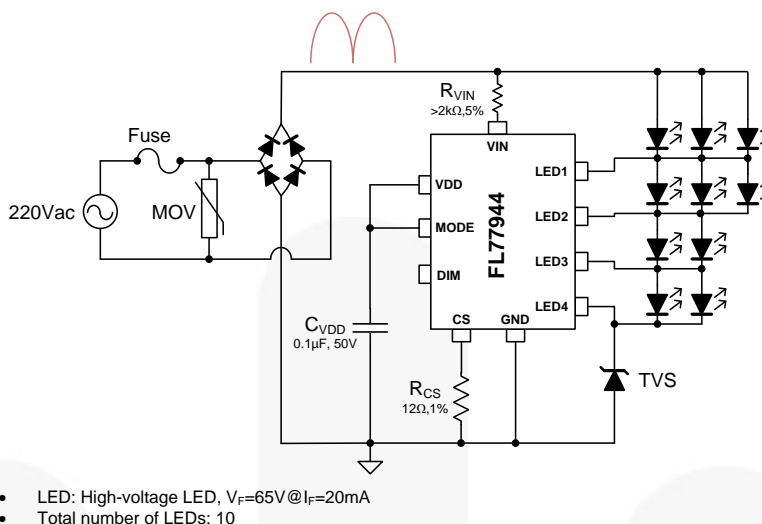 R_VIN
>2kΩ,5%
Fuse
VIN
LED1
VDD
220Vac
MOV
MODE
FL77944
LED2
DIM
LED3
LED4
C_VDD
0.1µF, 50V
CS
GND
R_CS
12Ω,1%
TVS
• LED: High-voltage LED, V_F=65V@I_F=20mA
• Total number of LEDs: 10